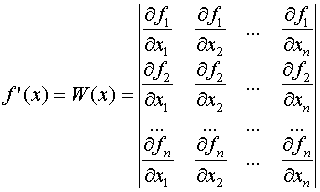 f'(x) = W(x) = | ∂f₁/∂x₁ ∂f₁/∂x₂ ... ∂f₁/∂xₙ |
| ∂f₂/∂x₁ ∂f₂/∂x₂ ... ∂f₂/∂xₙ |
| ... ... ... ... |
| ∂fₙ/∂x₁ ∂fₙ/∂x₂ ... ∂fₙ/∂xₙ |